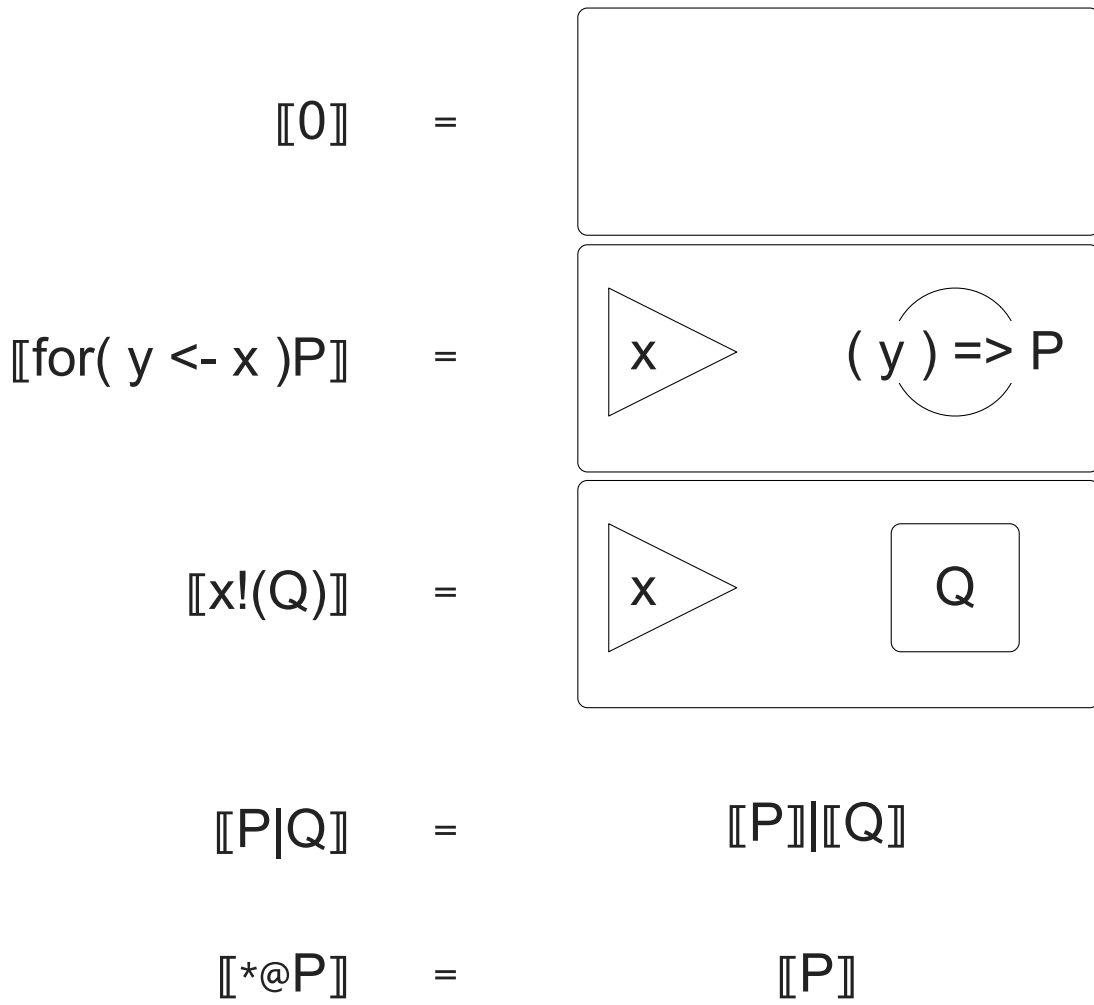 ⟦0⟧ =
⟦for( y <- x )P⟧ = x ( y ) => P
⟦x!(Q)⟧ = x Q
⟦P|Q⟧ = ⟦P⟧|⟦Q⟧
⟦*@P⟧ = ⟦P⟧